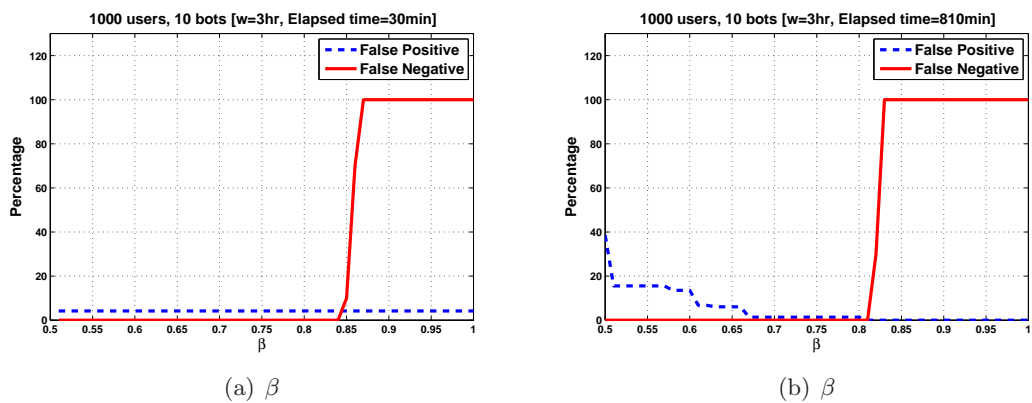 1000 users, 10 bots [w=3hr, Elapsed time=30min]
False Positive
False Negative
Percentage
120
100
80
60
40
20
0
0.5 0.55 0.6 0.65 0.7 0.75 0.8 0.85 0.9 0.95 1
β
(a) β
1000 users, 10 bots [w=3hr, Elapsed time=810min]
False Positive
False Negative
Percentage
120
100
80
60
40
20
0
0.5 0.55 0.6 0.65 0.7 0.75 0.8 0.85 0.9 0.95 1
β
(b) β